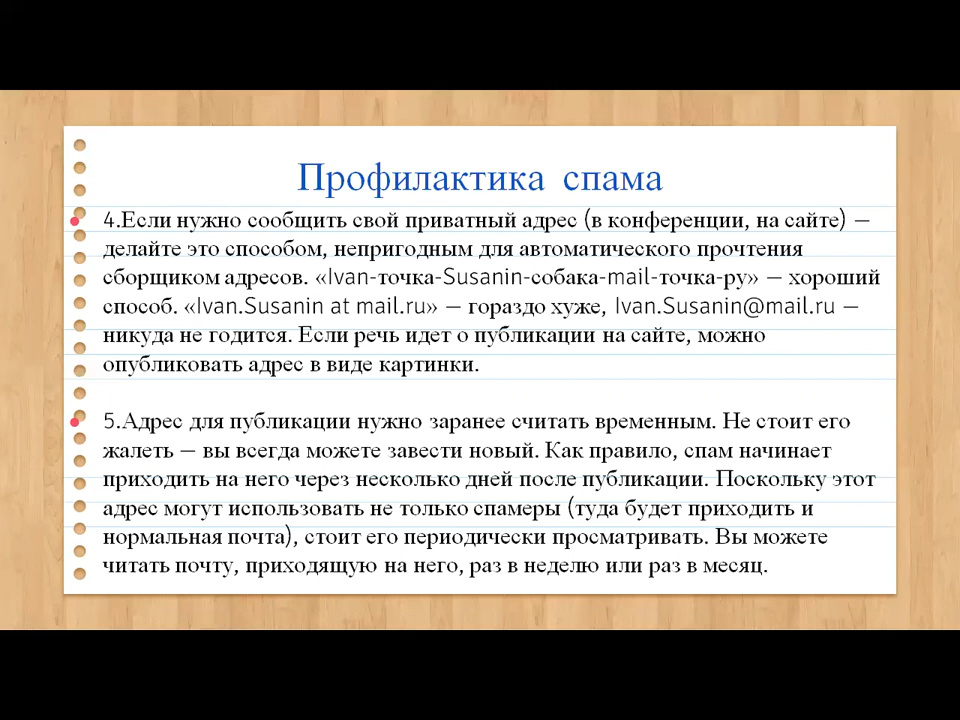 Профилактика спама
4.Если нужно сообщить свой приватный адрес (в конференции, на сайте) —
делайте это способом, непригодным для автоматического прочтения
сборщиком адресов. «Ivan-точка-Susanin-собака-mail-точка-ру» — хороший
способ. «Ivan.Susanin at mail.ru» — гораздо хуже, Ivan.Susanin@mail.ru —
никуда не годится. Если речь идет о публикации на сайте, можно
опубликовать адрес в виде картинки.
5.Адрес для публикации нужно заранее считать временным. Не стоит его
жалеть — вы всегда можете завести новый. Как правило, спам начинает
приходить на него через несколько дней после публикации. Поскольку этот
адрес могут использовать не только спамеры (туда будет приходить и
нормальная почта), стоит его периодически просматривать. Вы можете
читать почту, приходящую на него, раз в неделю или раз в месяц.